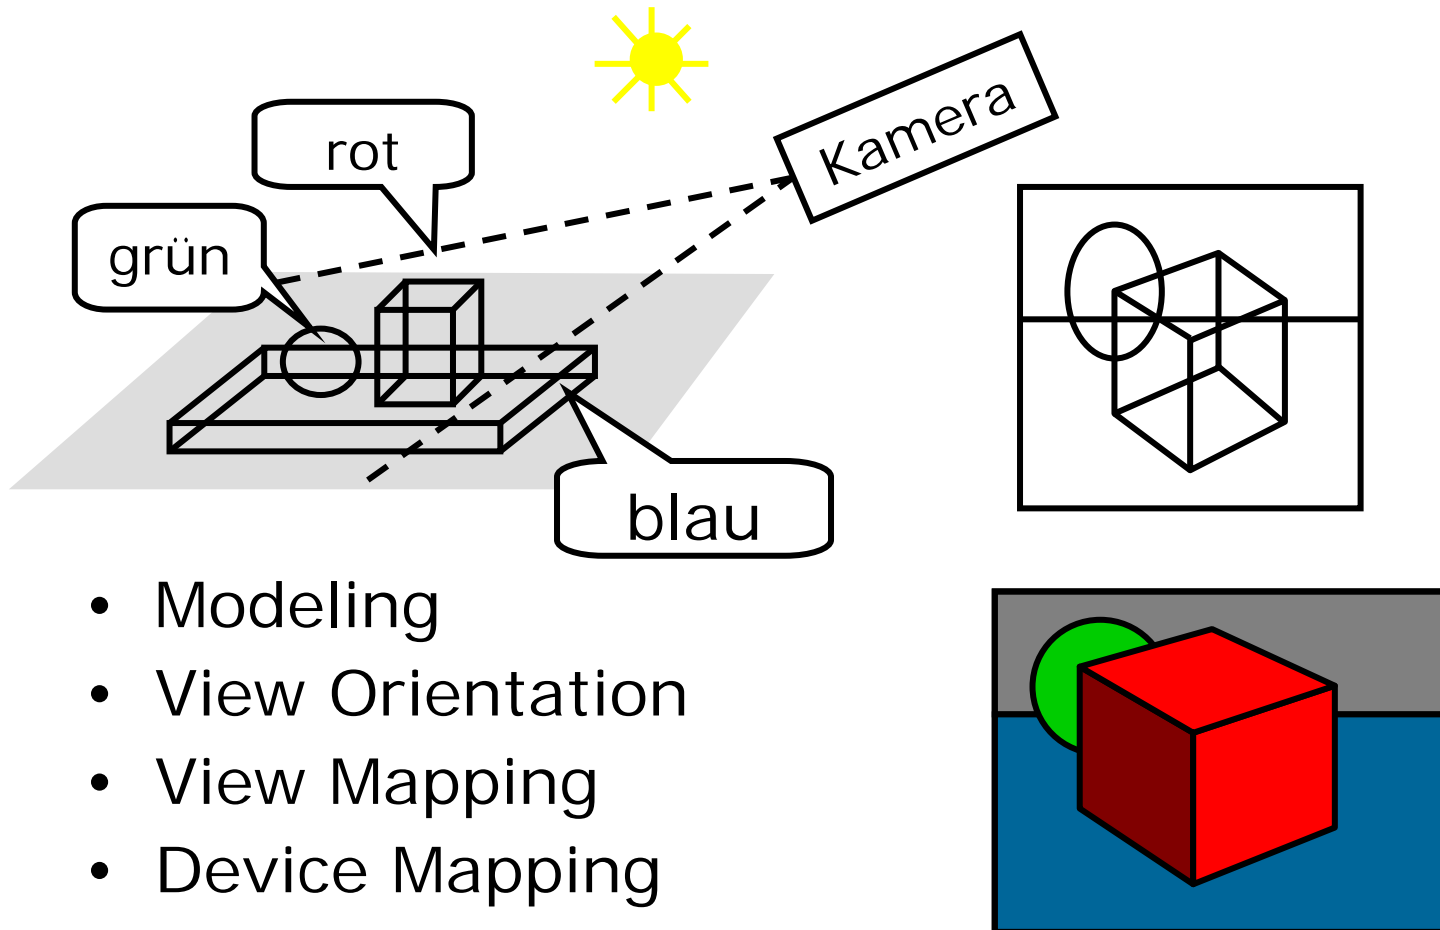 Kamera
rot
grün
blau
• Modeling
• View Orientation
• View Mapping
• Device Mapping